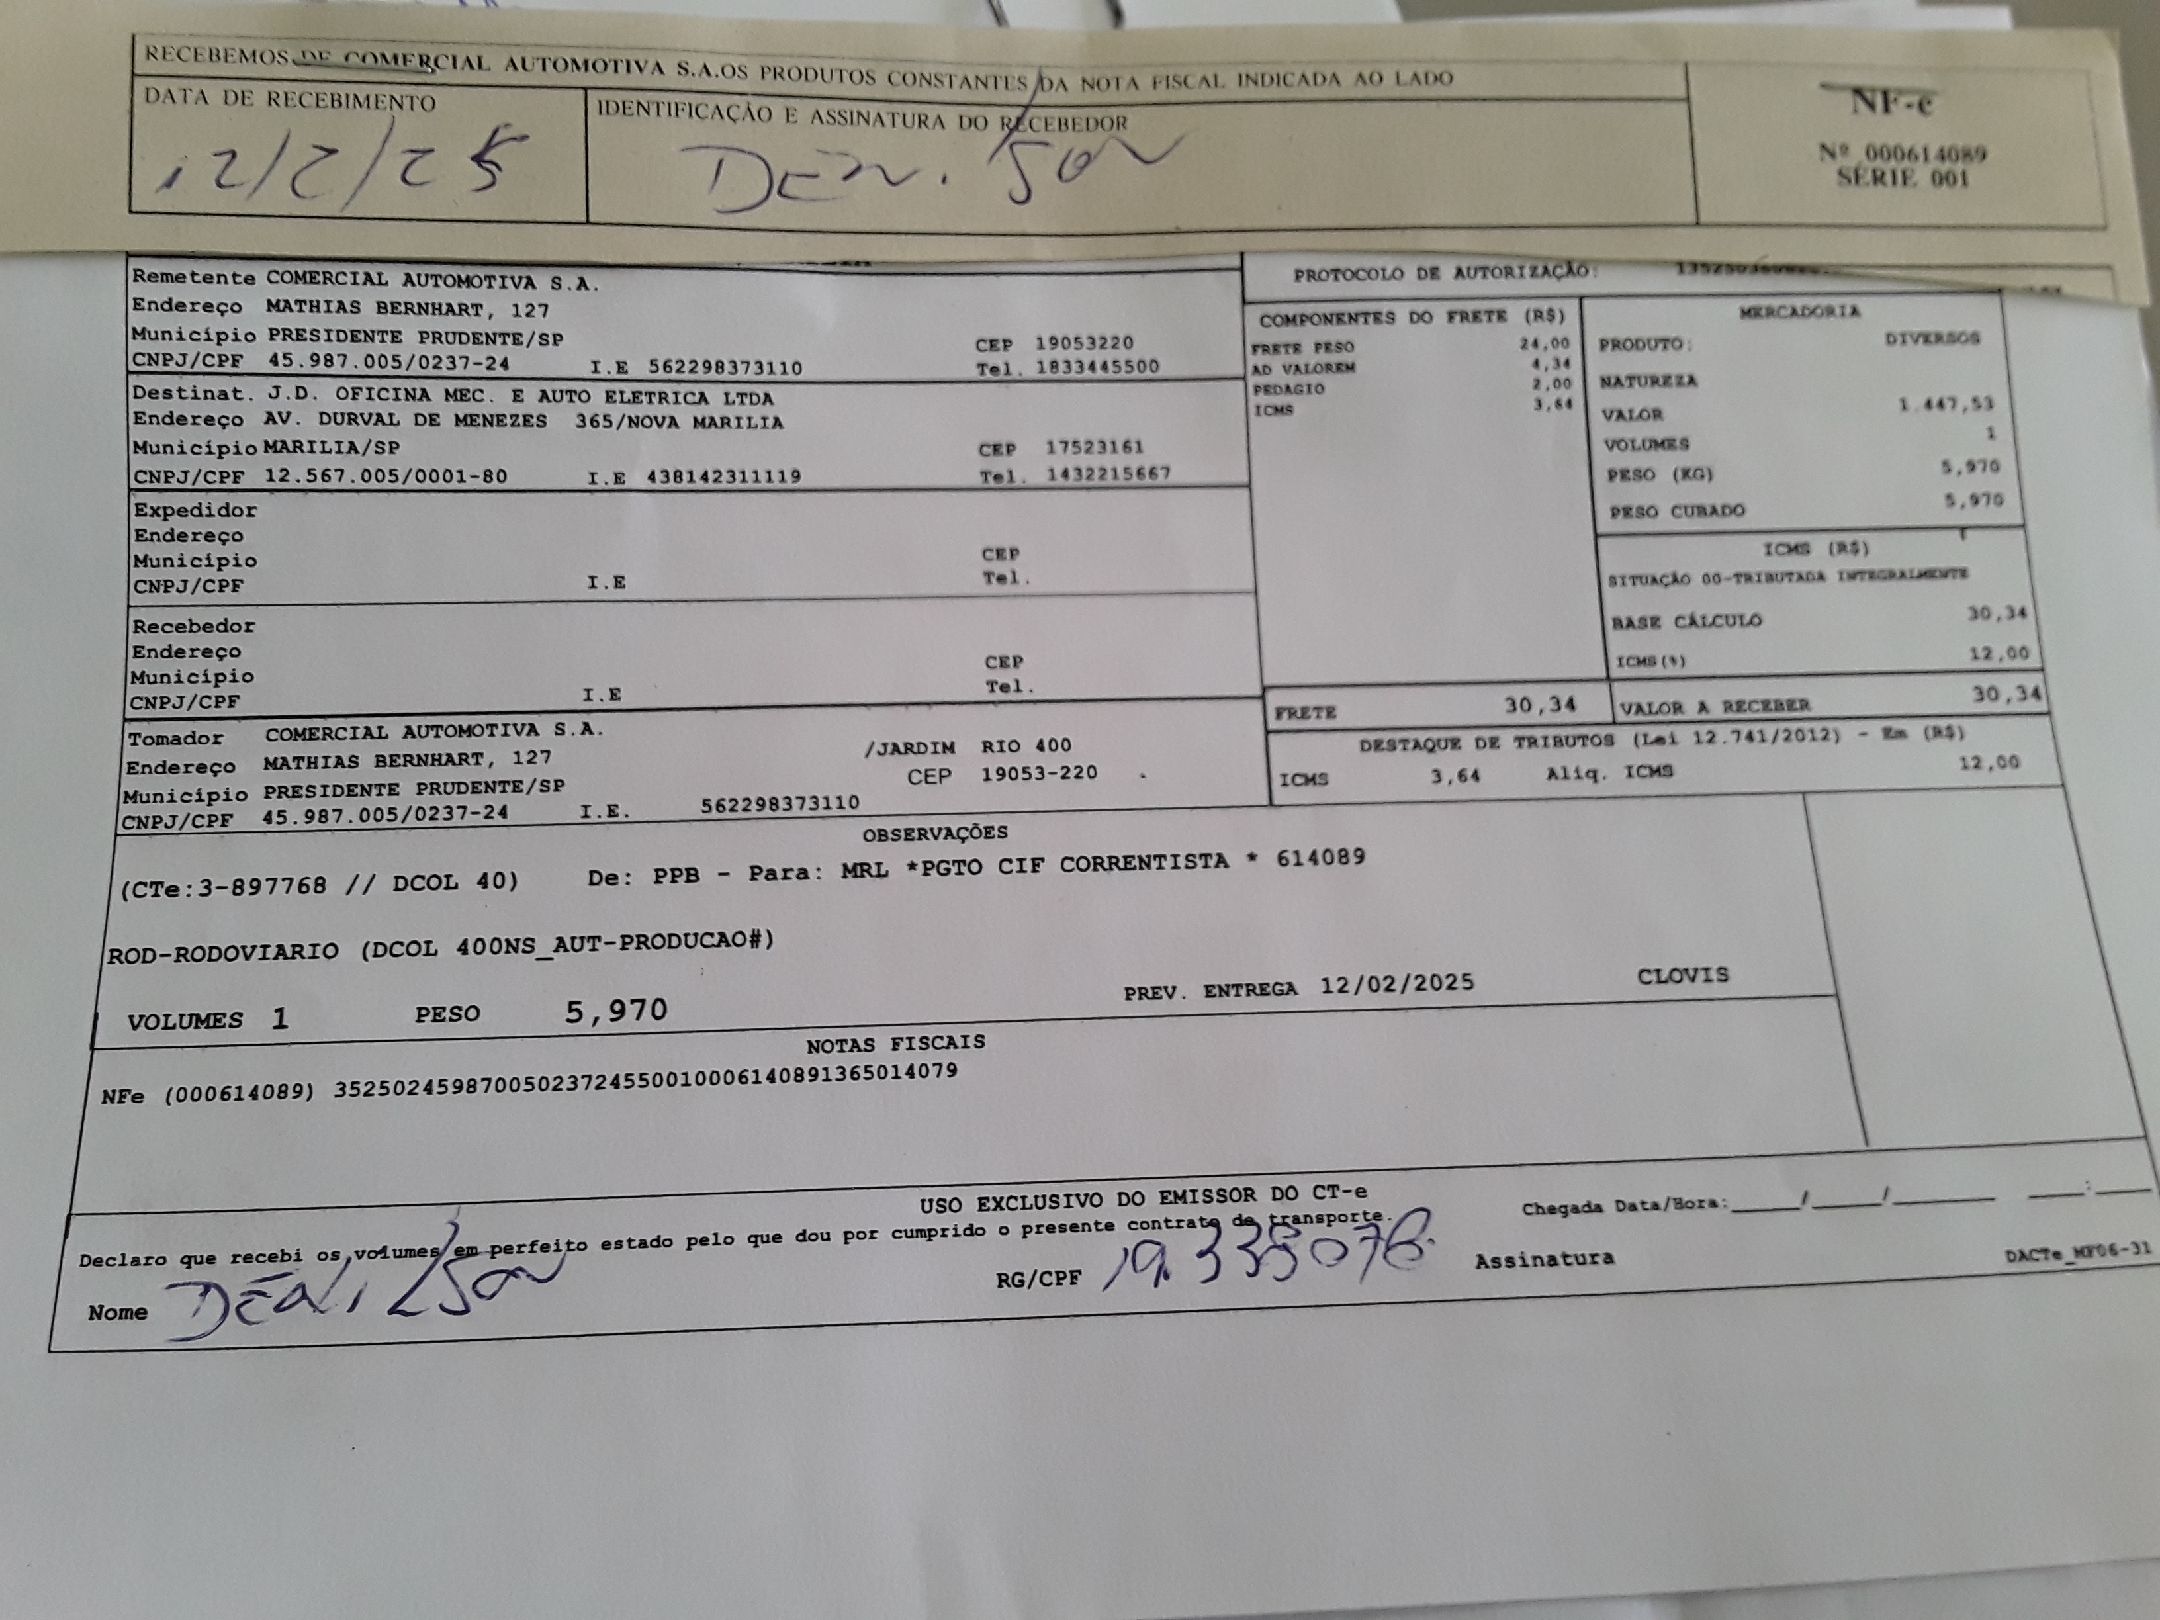 RECEBEMOS DE COMERCIAL AUTOMOTIVA S.A.OS PRODUTOS CONSTANTES DA NOTA FISCAL INDICADA AO LADO
DATA DE RECEBIMENTO
12/2/25
IDENTIFICAÇÃO E ASSINATURA DO RECEBEDOR
DENILSON
NF-e
Nº 000614089
SÉRIE 001
Remetente COMERCIAL AUTOMOTIVA S.A.
Endereço MATHIAS BERNHART, 127
Município PRESIDENTE PRUDENTE/SP CEP 19053220
CNPJ/CPF 45.987.005/0237-24 I.E 562298373110 Tel. 1833445500
Destinat. J.D. OFICINA MEC. E AUTO ELETRICA LTDA
Endereço AV. DURVAL DE MENEZES 365/NOVA MARILIA
Município MARILIA/SP CEP 17523161
CNPJ/CPF 12.567.005/0001-80 I.E 438142311119 Tel. 1432215667
Expedidor
Endereço
Município CEP
CNPJ/CPF I.E Tel.
Recebedor
Endereço
Município CEP
CNPJ/CPF I.E Tel.
Tomador COMERCIAL AUTOMOTIVA S.A.
Endereço MATHIAS BERNHART, 127 /JARDIM RIO 400
Município PRESIDENTE PRUDENTE/SP CEP 19053-220
CNPJ/CPF 45.987.005/0237-24 I.E. 562298373110
PROTOCOLO DE AUTORIZAÇÃO:
COMPONENTES DO FRETE (R$)
FRETE PESO 24,00
AD VALOREM 4,34
PEDAGIO 2,00
ICMS 3,64
MERCADORIA
PRODUTO: DIVERSOS
NATUREZA
VALOR 1.447,53
VOLUMES 1
PESO (KG) 5,970
PESO CUBADO 5,970
ICMS (R$)
SITUAÇÃO 00-TRIBUTADA INTEGRALMENTE
BASE CÁLCULO 30,34
ICMS(%) 12,00
FRETE 30,34
VALOR A RECEBER 30,34
DESTAQUE DE TRIBUTOS (Lei 12.741/2012) - Em (R$)
ICMS 3,64 Aliq. ICMS 12,00
OBSERVAÇÕES
(CTe:3-897768 // DCOL 40) De: PPB - Para: MRL *PGTO CIF CORRENTISTA * 614089
ROD-RODOVIARIO (DCOL 400NS_AUT-PRODUCAO#)
VOLUMES 1 PESO 5,970 PREV. ENTREGA 12/02/2025 CLOVIS
NOTAS FISCAIS
NFe (000614089) 35250245987005023724550010006140891365014079
USO EXCLUSIVO DO EMISSOR DO CT-e
Declaro que recebi os volumes em perfeito estado pelo que dou por cumprido o presente contrato de transporte.
Chegada Data/Hora:____/____/______ ___:___
Nome DENILSON RG/CPF Assinatura
DACTe_MF06-31